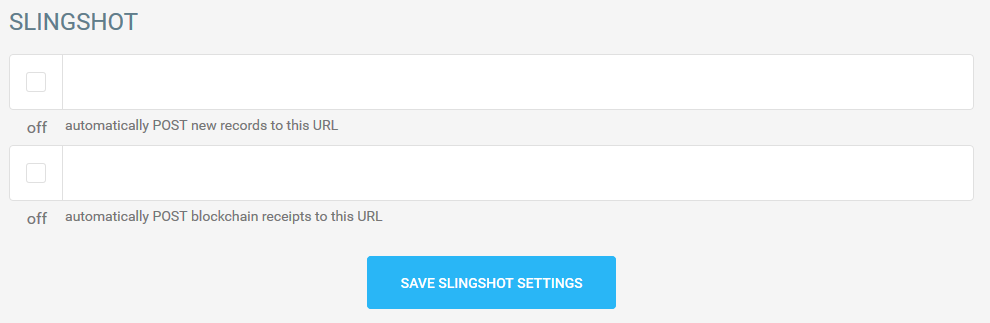 SLINGSHOT
off automatically POST new records to this URL
off automatically POST blockchain receipts to this URL
SAVE SLINGSHOT SETTINGS